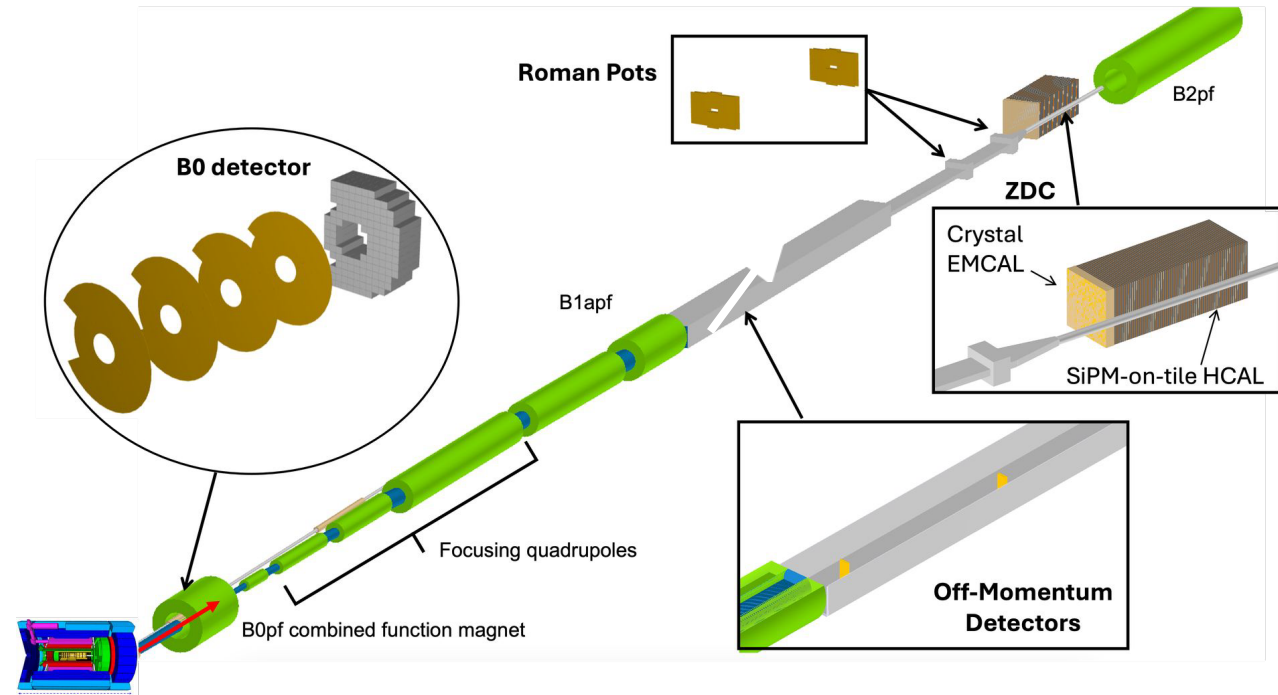 Roman Pots
B2pf
B0 detector
ZDC
Crystal
EMCAL
SiPM-on-tile HCAL
B1apf
Focusing quadrupoles
Off-Momentum
Detectors
B0pf combined function magnet